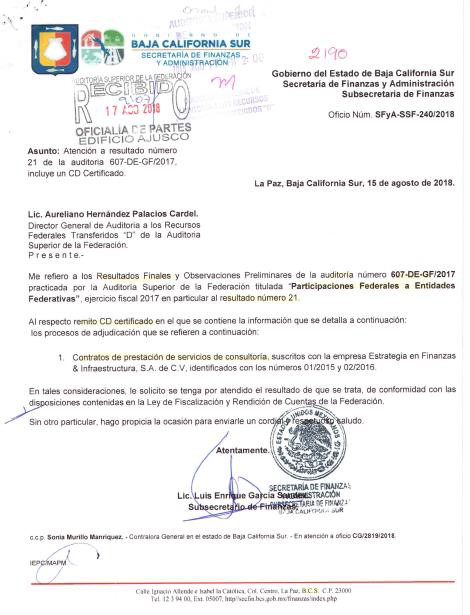 GOBIERNO DE
BAJA CALIFORNIA SUR
SECRETARÍA DE FINANZAS
Y ADMINISTRACIÓN
2190
AUDITORÍA SUPERIOR DE LA FEDERACIÓN
RECIBIDO
17 AGO 2018
OFICIALIA DE PARTES
EDIFICIO AJUSCO
Gobierno del Estado de Baja California Sur
Secretaría de Finanzas y Administración
Subsecretaría de Finanzas
Oficio Núm. SFyA-SSF-240/2018
Asunto: Atención a resultado número
21 de la auditoria 607-DE-GF/2017,
incluye un CD Certificado.
La Paz, Baja California Sur, 15 de agosto de 2018.
Lic. Aureliano Hernández Palacios Cardel.
Director General de Auditoria a los Recursos
Federales Transferidos "D" de la Auditoria
Superior de la Federación.
P r e s e n t e.-
Me refiero a los Resultados Finales y Observaciones Preliminares de la auditoría número 607-DE-GF/2017
practicada por la Auditoria Superior de la Federación titulada "Participaciones Federales a Entidades
Federativas", ejercicio fiscal 2017 en particular al resultado número 21.
Al respecto remito CD certificado en el que se contiene la información que se detalla a continuación:
los procesos de adjudicación que se refieren a continuación:
1. Contratos de prestación de servicios de consultoría, suscritos con la empresa Estrategia en Finanzas
& Infraestructura, S.A. de C.V, identificados con los números 01/2015 y 02/2016.
En tales consideraciones, le solicito se tenga por atendido el resultado de que se trata, de conformidad con las
disposiciones contenidas en la Ley de Fiscalización y Rendición de Cuentas de la Federación.
Sin otro particular, hago propicia la ocasión para enviarle un cordial y respetuoso saludo.
ESTADOS UNIDOS MEXICANOS
Atentamente.
SECRETARÍA DE FINANZAS
Y ADMINISTRACIÓN
SUBSECRETARIA DE FINANZAS
BAJA CALIFORNIA SUR
Lic. Luis Enrique García
Subsecretario de Finanzas.
c.c.p. Sonia Murillo Manriquez. - Contralora General en el estado de Baja California Sur. - En atención a oficio CG/2819/2018.
IEPC/MAPM
Calle Ignacio Allende e Isabel la Católica, Col. Centro, La Paz, B.C.S. C.P. 23000
Tel. 12 3 94 00, Ext. 05007, http//secfin.bcs.gob.mx/finanzas/index.php